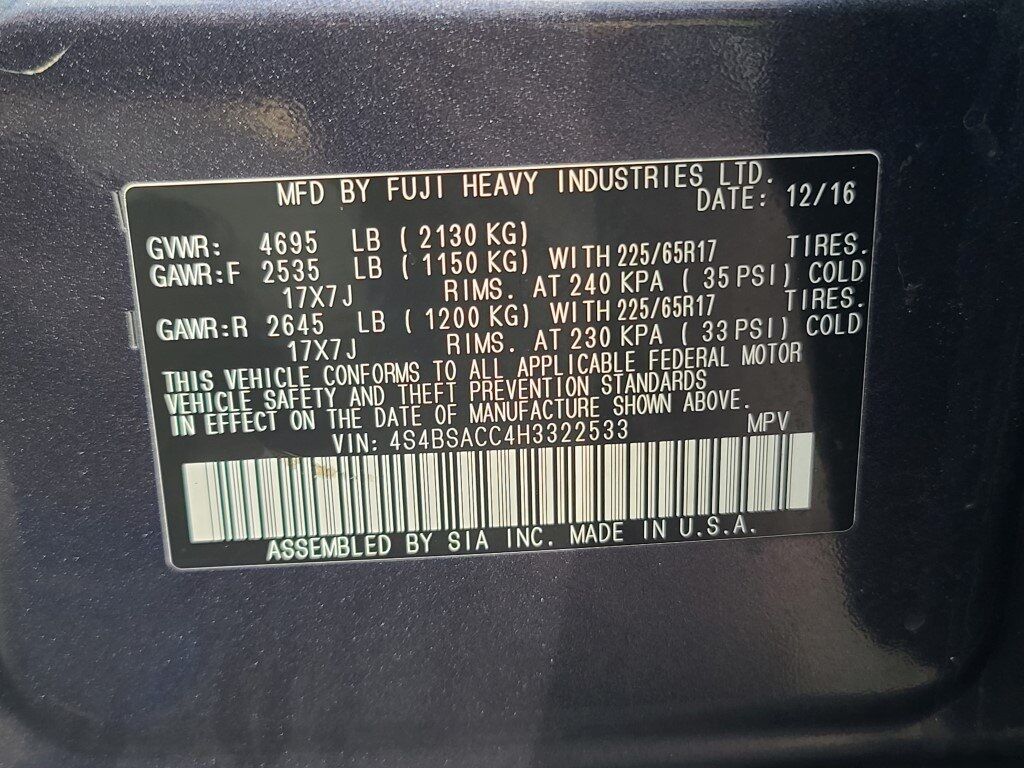 MFD BY FUJI HEAVY INDUSTRIES LTD.
DATE: 12/16
GVWR: 4695 LB (2130 KG)
GAWR:F 2535 LB (1150 KG) WITH 225/65R17 TIRES.
17X7J RIMS. AT 240 KPA (35 PSI) COLD
GAWR:R 2645 LB (1200 KG) WITH 225/65R17 TIRES.
17X7J RIMS. AT 230 KPA (33 PSI) COLD
THIS VEHICLE CONFORMS TO ALL APPLICABLE FEDERAL MOTOR
VEHICLE SAFETY AND THEFT PREVENTION STANDARDS
IN EFFECT ON THE DATE OF MANUFACTURE SHOWN ABOVE.
VIN: 4S4BSACC4H3322533 MPV
ASSEMBLED BY SIA INC. MADE IN U.S.A.